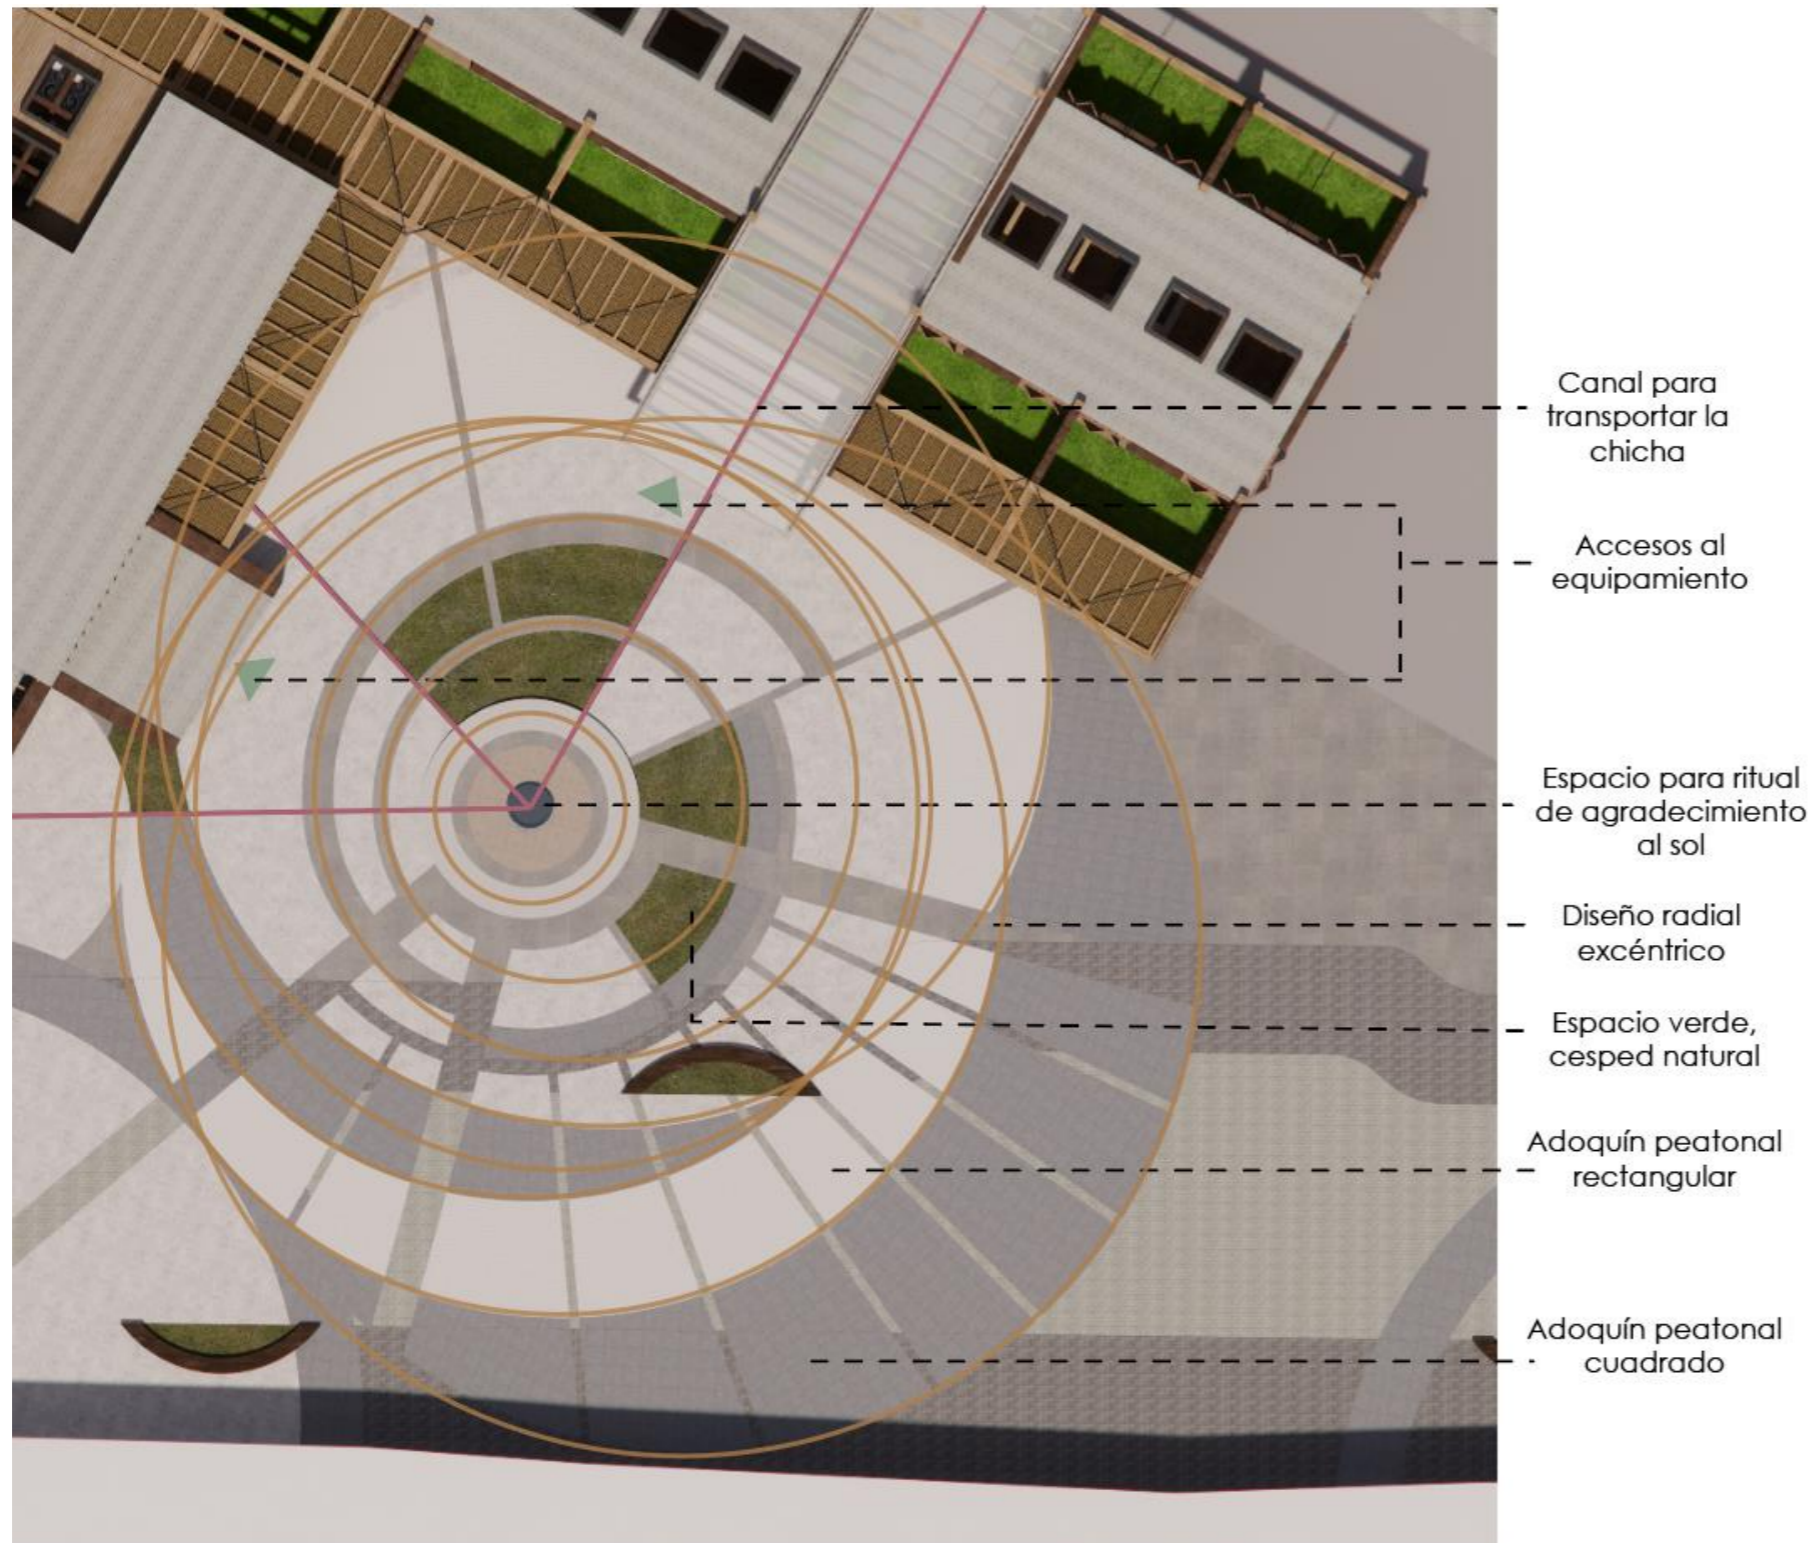 Canal para
transportar la
chicha
Accesos al
equipamiento
Espacio para ritual
de agradecimiento
al sol
Diseño radial
excéntrico
Espacio verde,
cesped natural
Adoquín peatonal
rectangular
Adoquín peatonal
cuadrado